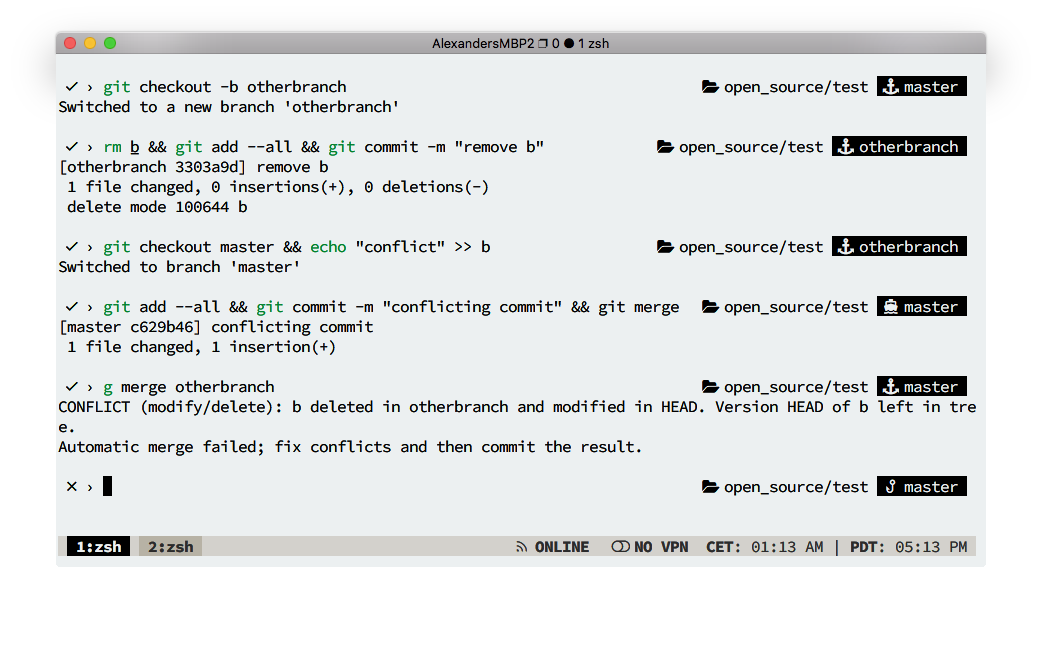 AlexandersMBP2 ❐ 0 ● 1 zsh
✓ › git checkout -b otherbranch open_source/test master
Switched to a new branch 'otherbranch'
✓ › rm b && git add --all && git commit -m "remove b" open_source/test otherbranch
[otherbranch 3303a9d] remove b
1 file changed, 0 insertions(+), 0 deletions(-)
delete mode 100644 b
✓ › git checkout master && echo "conflict" >> b open_source/test otherbranch
Switched to branch 'master'
✓ › git add --all && git commit -m "conflicting commit" && git merge open_source/test master
[master c629b46] conflicting commit
1 file changed, 1 insertion(+)
✓ › g merge otherbranch open_source/test master
CONFLICT (modify/delete): b deleted in otherbranch and modified in HEAD. Version HEAD of b left in tre
e.
Automatic merge failed; fix conflicts and then commit the result.
✕ › open_source/test master
1:zsh 2:zsh ONLINE NO VPN CET: 01:13 AM | PDT: 05:13 PM